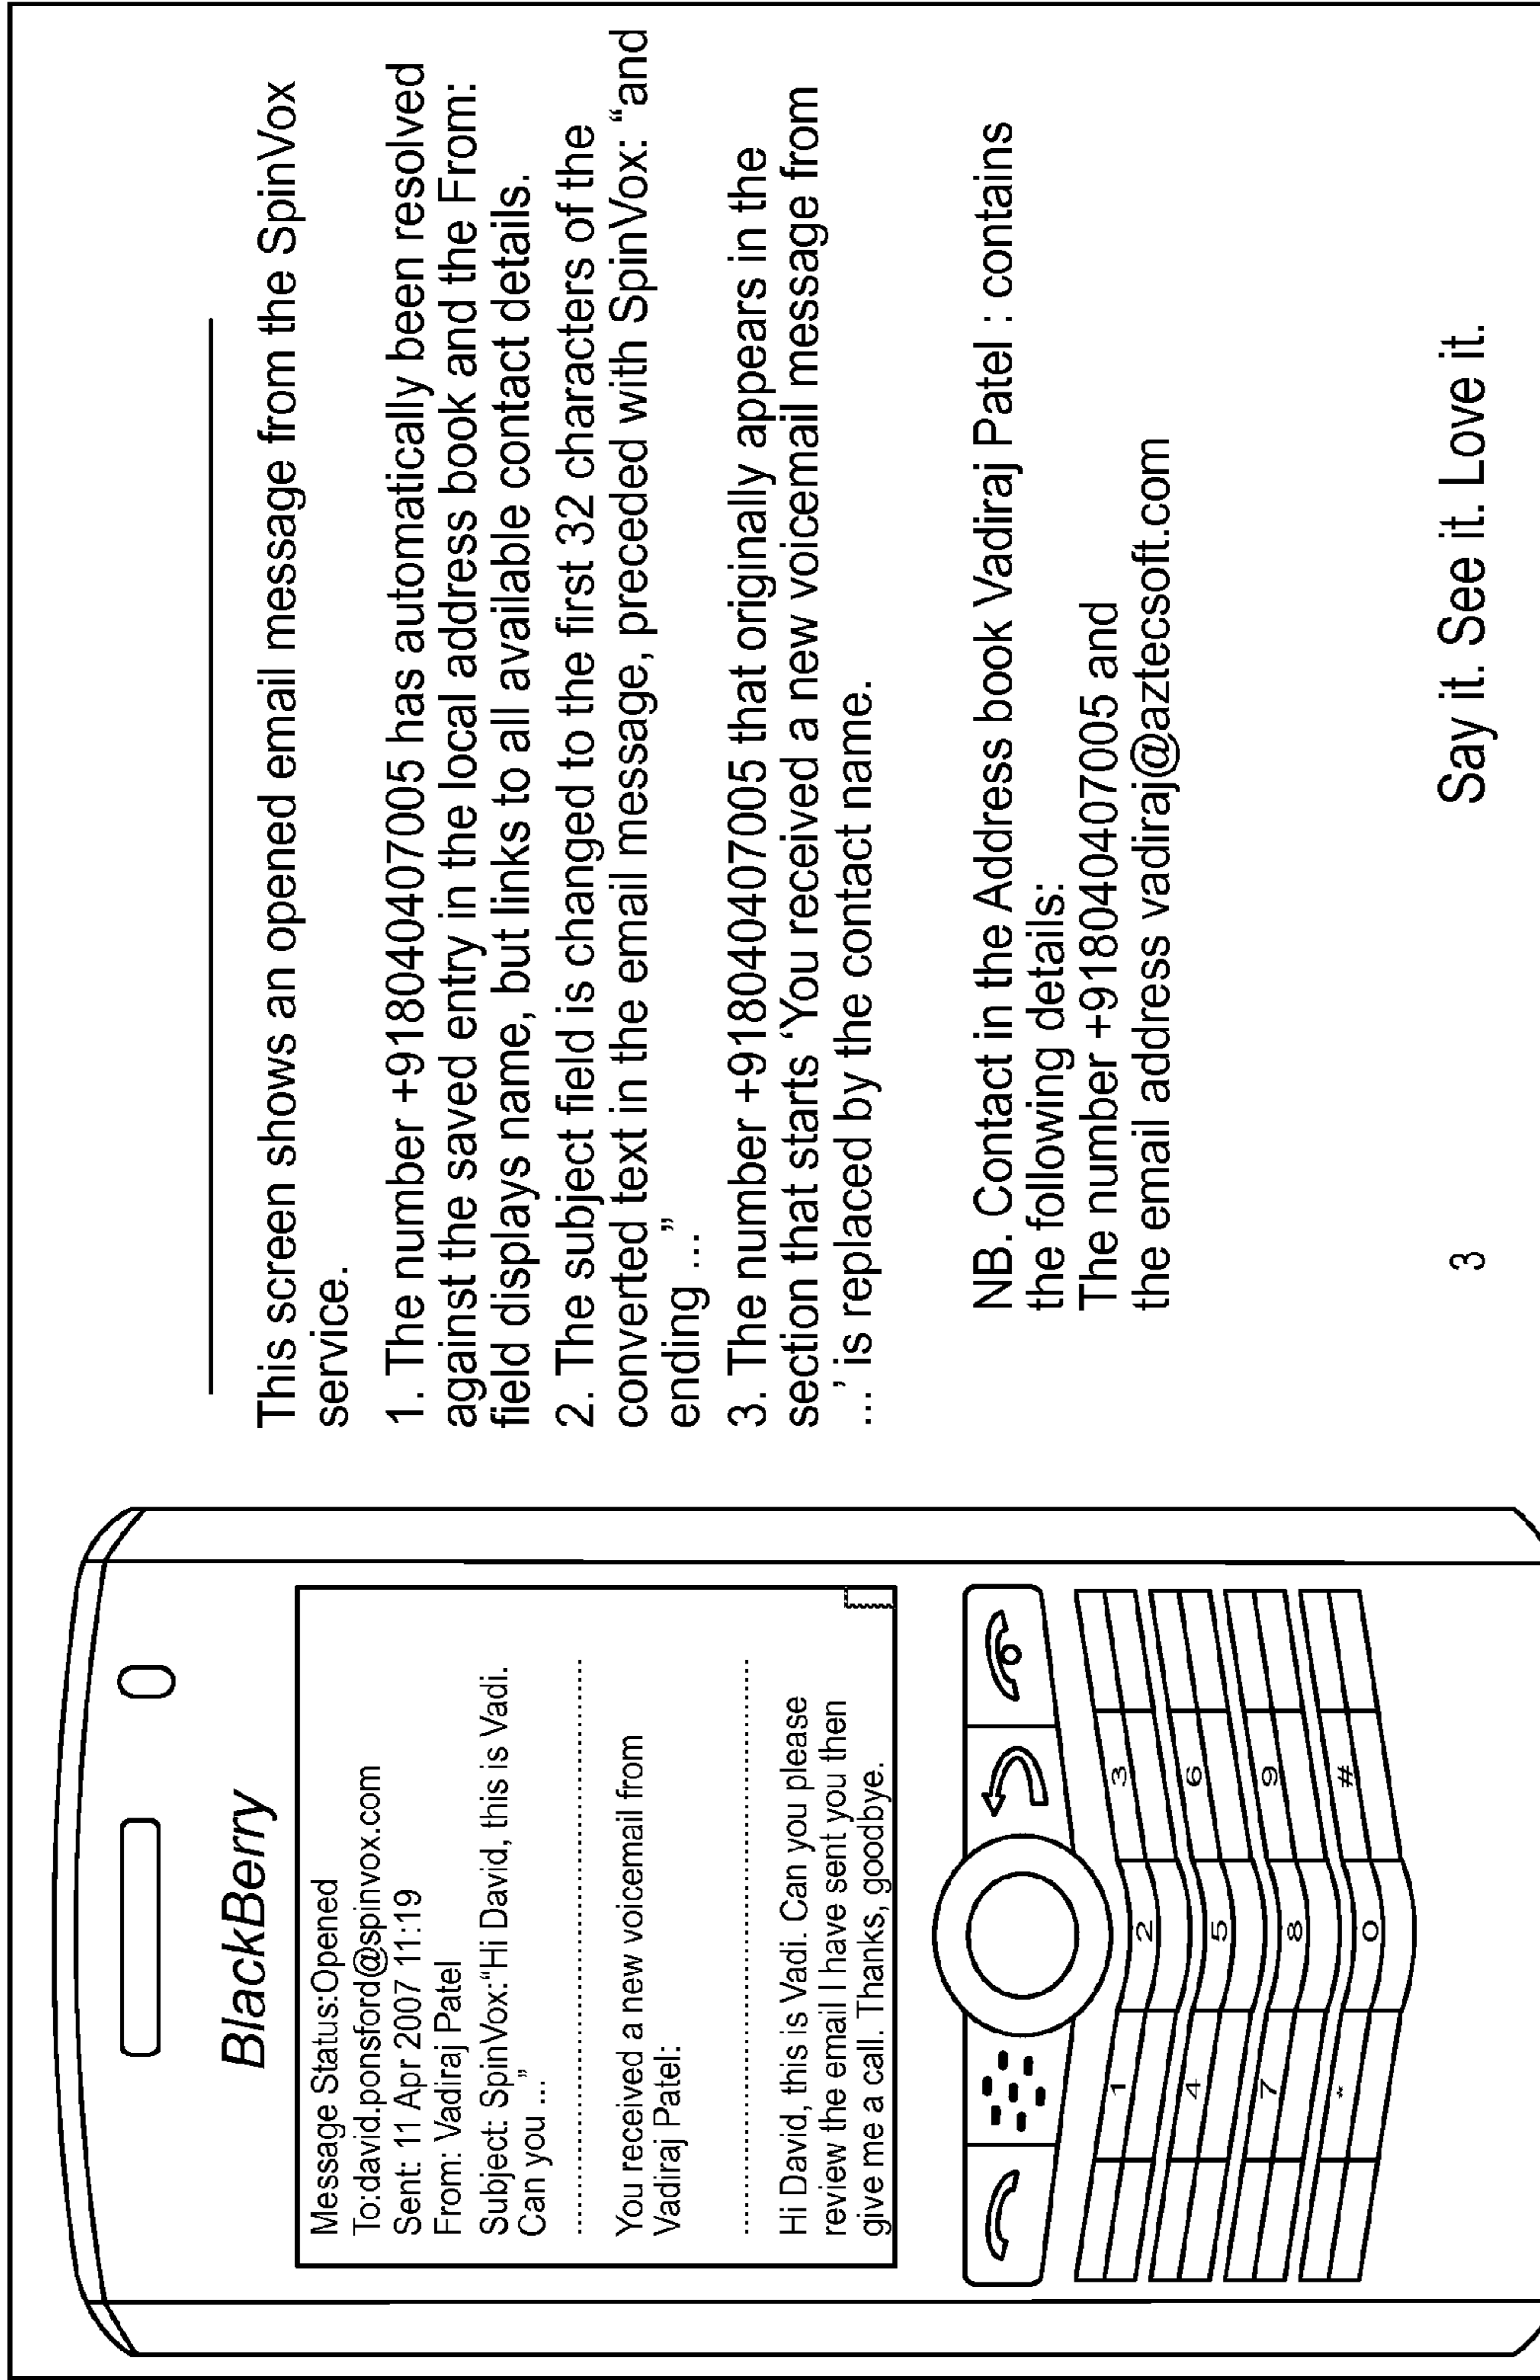 BlackBerry
Message Status:Opened
To:david.ponsford@spinvox.com
Sent: 11 Apr 2007 11:19
From: Vadiraj Patel
Subject: SpinVox:“Hi David, this is Vadi.
Can you ...”
You received a new voicemail from
Vadiraj Patel:
Hi David, this is Vadi. Can you please
review the email I have sent you then
give me a call. Thanks, goodbye.
1 2 3
4 5 6
7 8 9
* 0 #
This screen shows an opened email message from the SpinVox
service.
1. The number +918040407005 has automatically been resolved
against the saved entry in the local address book and the From:
field displays name, but links to all available contact details.
2. The subject field is changed to the first 32 characters of the
converted text in the email message, preceded with SpinVox: “and
ending ...”
3. The number +918040407005 that originally appears in the
section that starts ‘You received a new voicemail message from
... ’ is replaced by the contact name.
NB. Contact in the Address book Vadiraj Patel : contains
the following details:
The number +918040407005 and
the email address vadiraj@aztecsoft.com
3
Say it. See it. Love it.